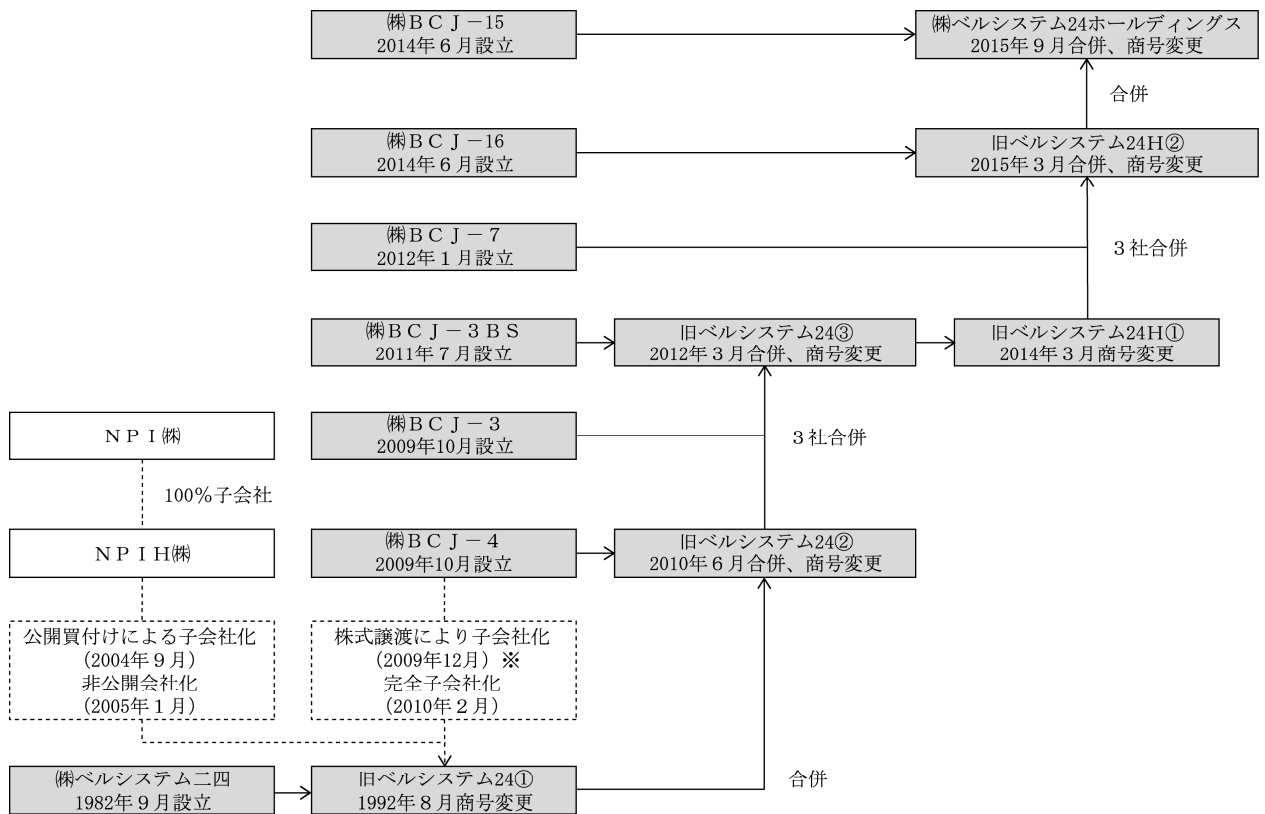 ㈱ＢＣＪ－15
2014年６月設立
㈱ベルシステム24ホールディングス
2015年９月合併、商号変更
合併
㈱ＢＣＪ－16
2014年６月設立
旧ベルシステム24Ｈ②
2015年３月合併、商号変更
㈱ＢＣＪ－７
2012年１月設立
３社合併
㈱ＢＣＪ－３ＢＳ
2011年７月設立
旧ベルシステム24③
2012年３月合併、商号変更
旧ベルシステム24Ｈ①
2014年３月商号変更
ＮＰＩ㈱
㈱ＢＣＪ－３
2009年10月設立
３社合併
100％子会社
ＮＰＩＨ㈱
㈱ＢＣＪ－４
2009年10月設立
旧ベルシステム24②
2010年６月合併、商号変更
公開買付けによる子会社化
（2004年９月）
非公開会社化
（2005年１月）
株式譲渡により子会社化
（2009年12月）※
完全子会社化
（2010年２月）
㈱ベルシステム二四
1982年９月設立
旧ベルシステム24①
1992年８月商号変更
合併